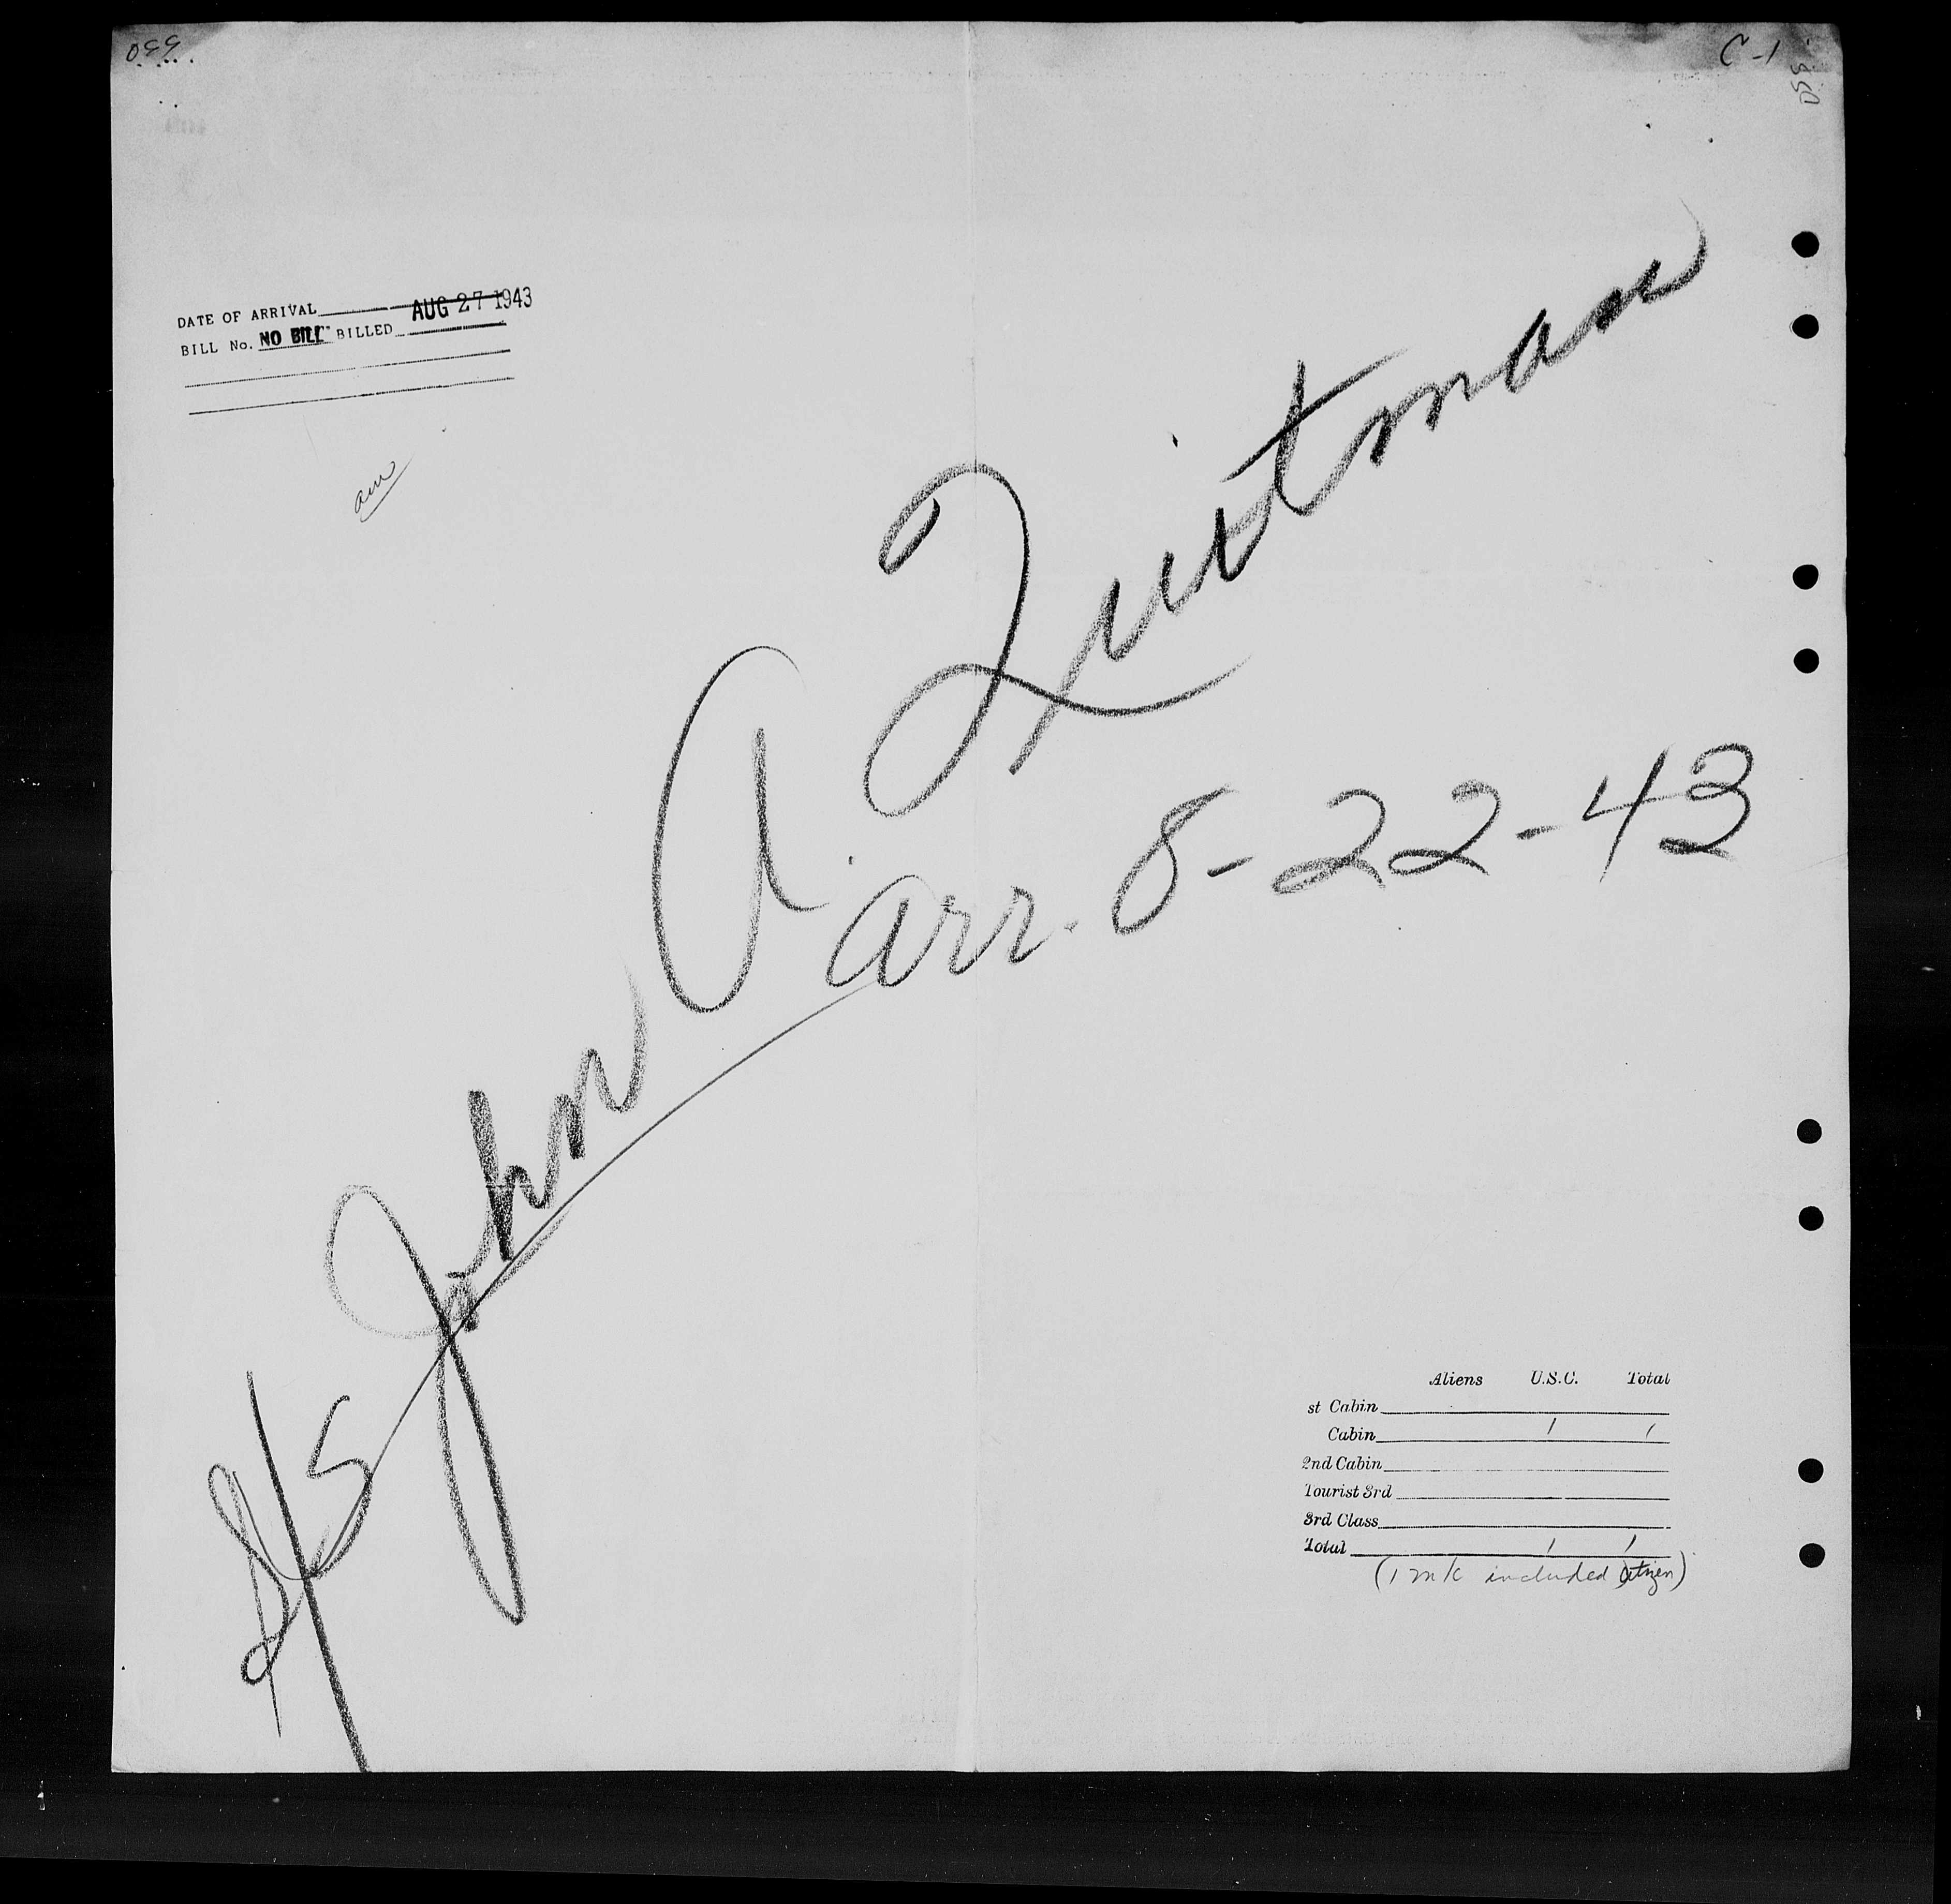 C-1
DATE OF ARRIVAL AUG 27 1943
BILL No. NO BILL BILLED
S/S John A. Quitman
arr. 8-22-43
Aliens U.S.C. Total
st Cabin
Cabin 1 1
2nd Cabin
Tourist 3rd
3rd Class
Total 1 1
(1 m/c included citizen)